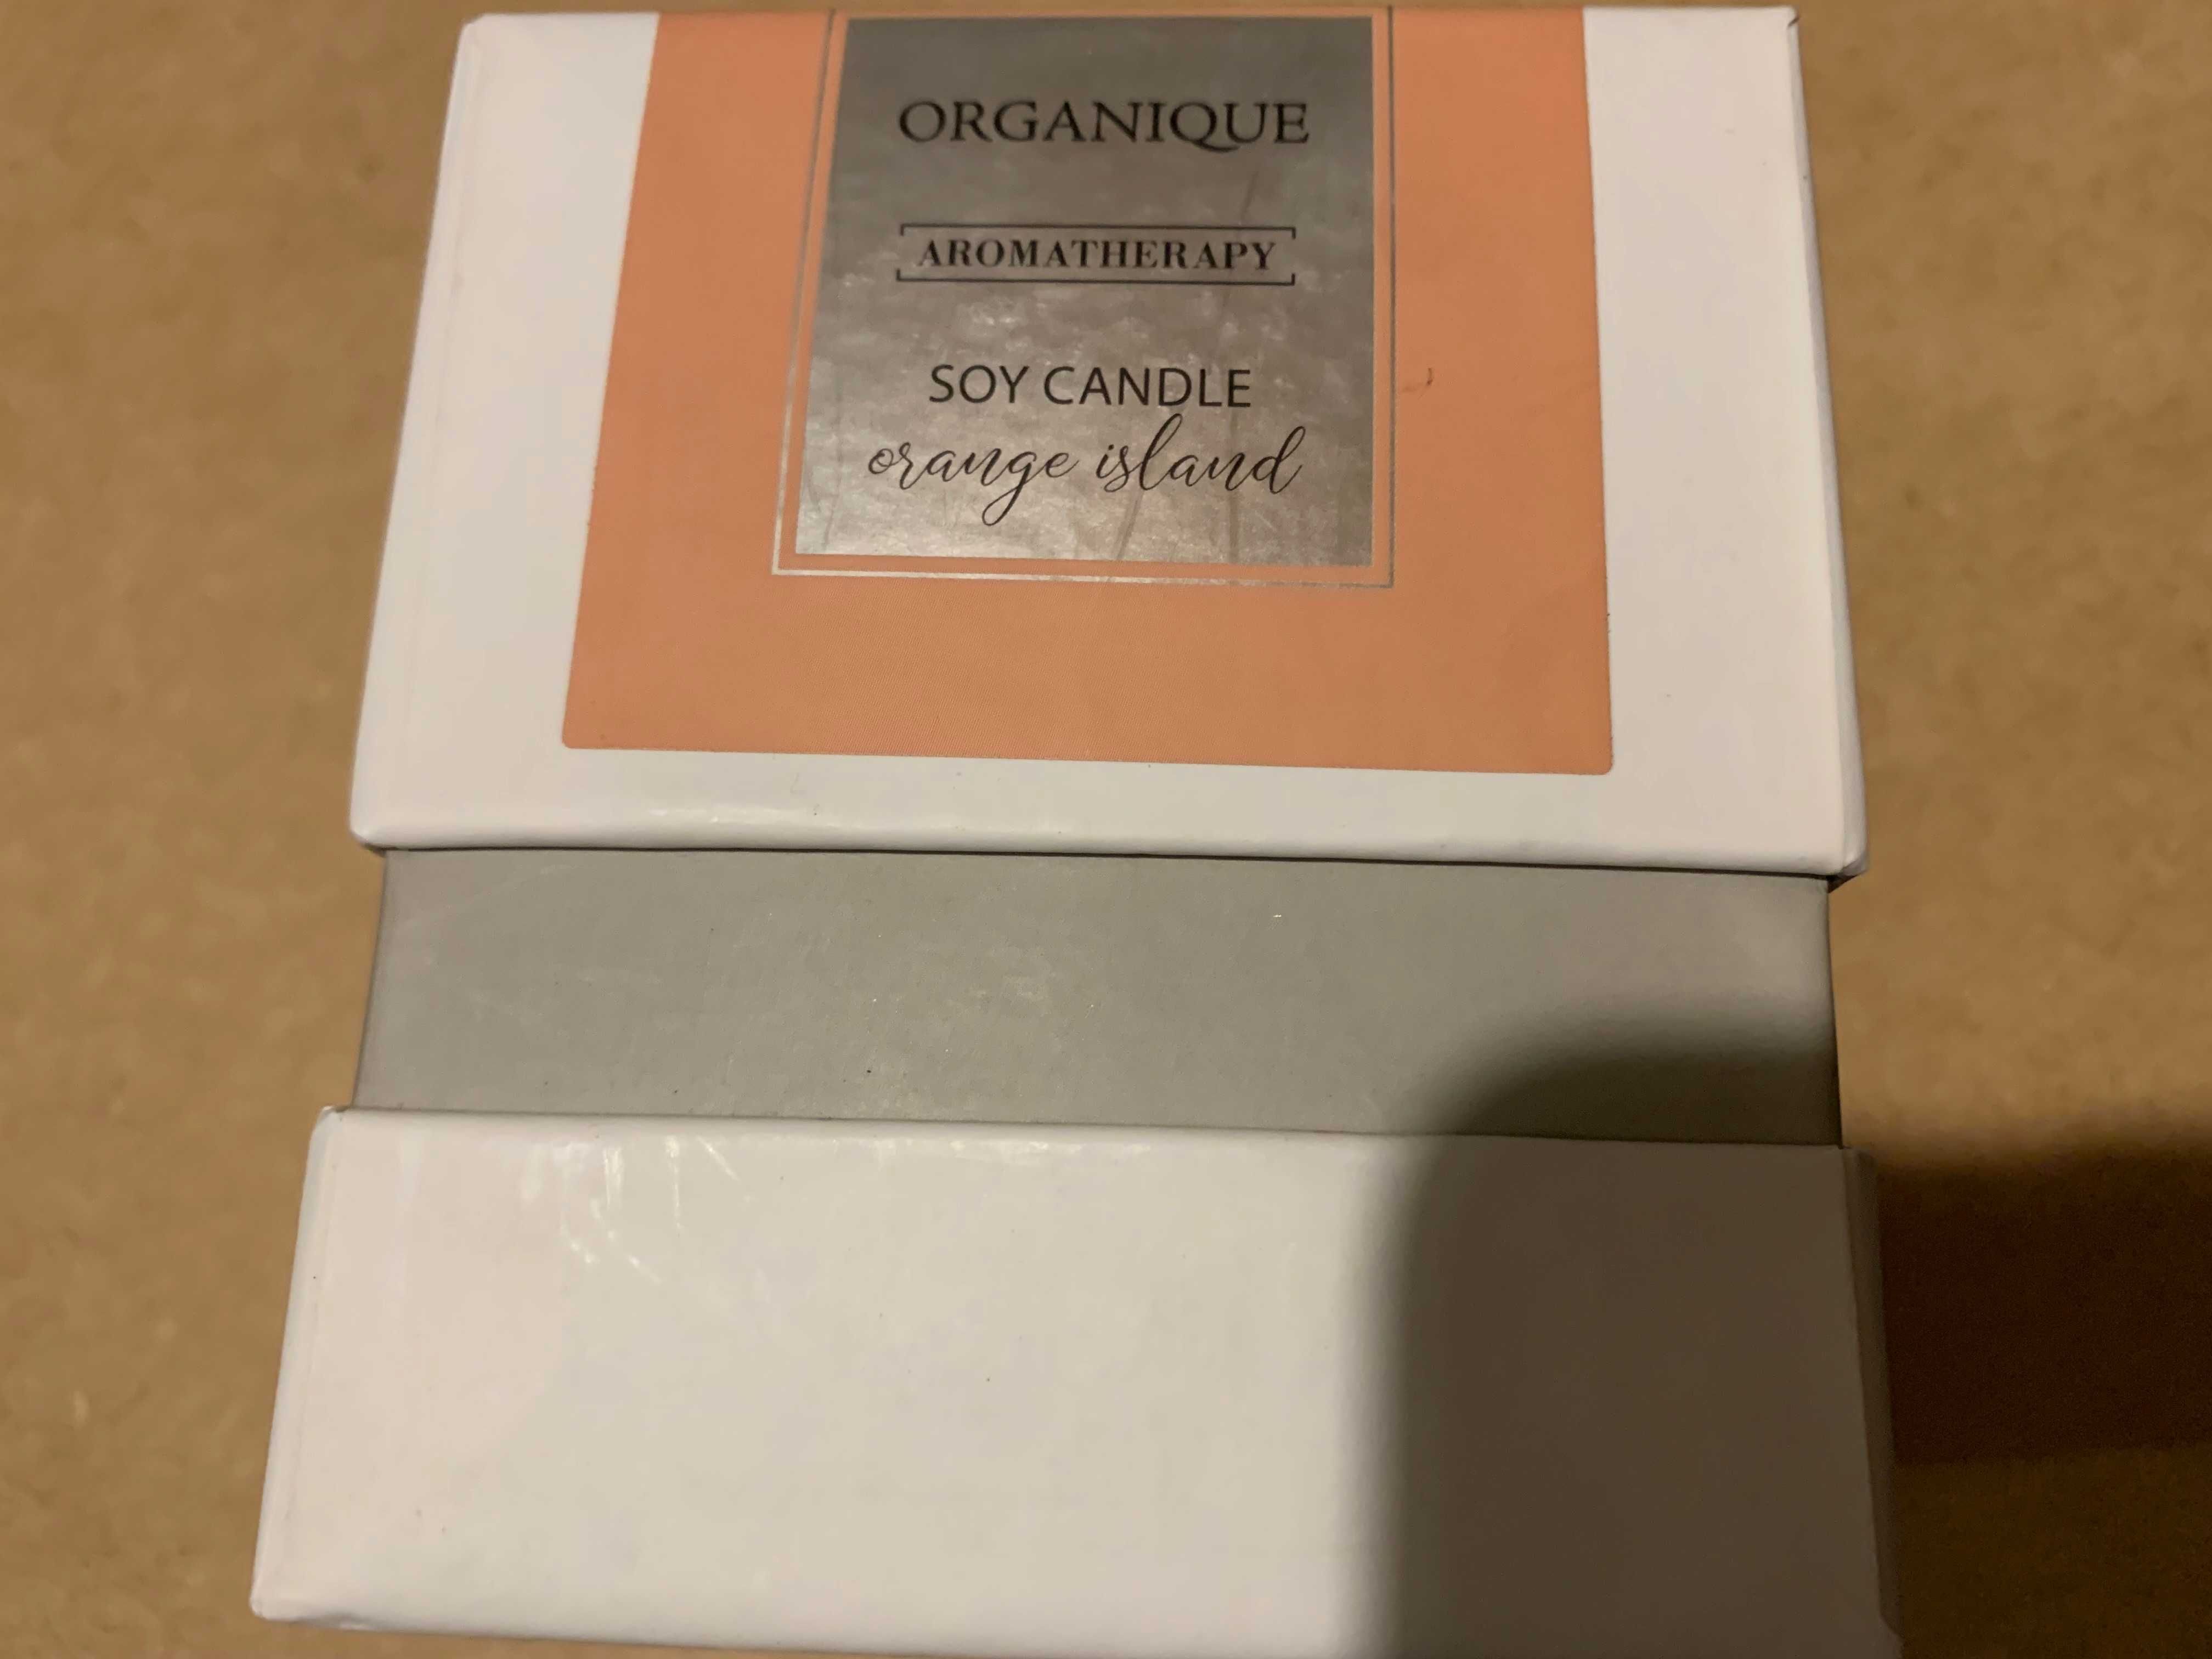 ORGANIQUE
AROMATHERAPY
SOY CANDLE
orange island